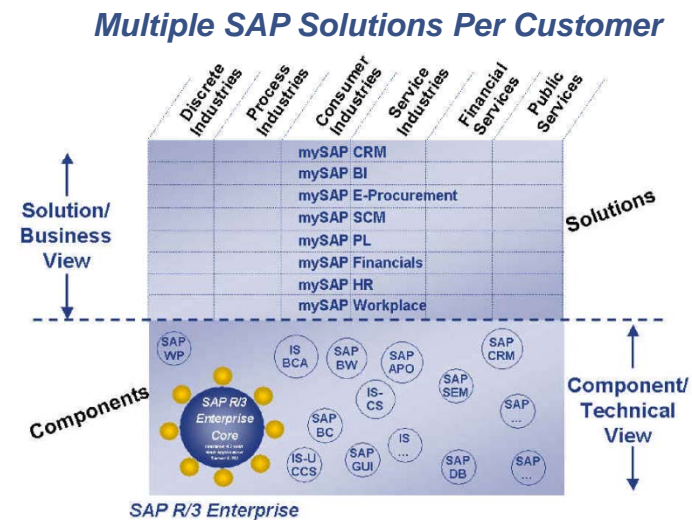 Multiple SAP Solutions Per Customer
Discrete
Industries
Process
Industries
Consumer
Industries
Service
Industries
Financial
Services
Public
Services
mySAP CRM
mySAP BI
mySAP E-Procurement
mySAP SCM
mySAP PL
mySAP Financials
mySAP HR
mySAP Workplace
Solution/
Business
View
Solutions
Components
SAP
WP
IS
BCA
SAP
BW
SAP
APO
SAP
CRM
IS-
CS
SAP
SEM
SAP
...
SAP
BC
IS
...
IS-U
CCS
SAP
GUI
SAP
DB
SAP
...
SAP R/3
Enterprise
Core
Component/
Technical
View
SAP R/3 Enterprise